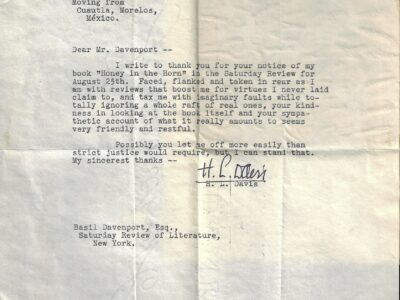 Moving from
Cuautla, Morelos,
México.
Dear Mr. Davenport --
I write to thank you for your notice of my
book "Honey in the Horn" in the Saturday Review for
August 25th. Faced, flanked and taken in rear as I
am with reviews that boost me for virtues I never laid
claim to, and tax me with imaginary faults while to-
tally ignoring a whole raft of real ones, your kind-
ness in looking at the book itself and your sympa-
thetic account of what it really amounts to seems
very friendly and restful.
Possibly you let me off more easily than
strict justice would require, but I can stand that.
My sincerest thanks --
H. L. Davis
H. L. Davis
Basil Davenport, Esq.,
Saturday Review of Literature,
New York.